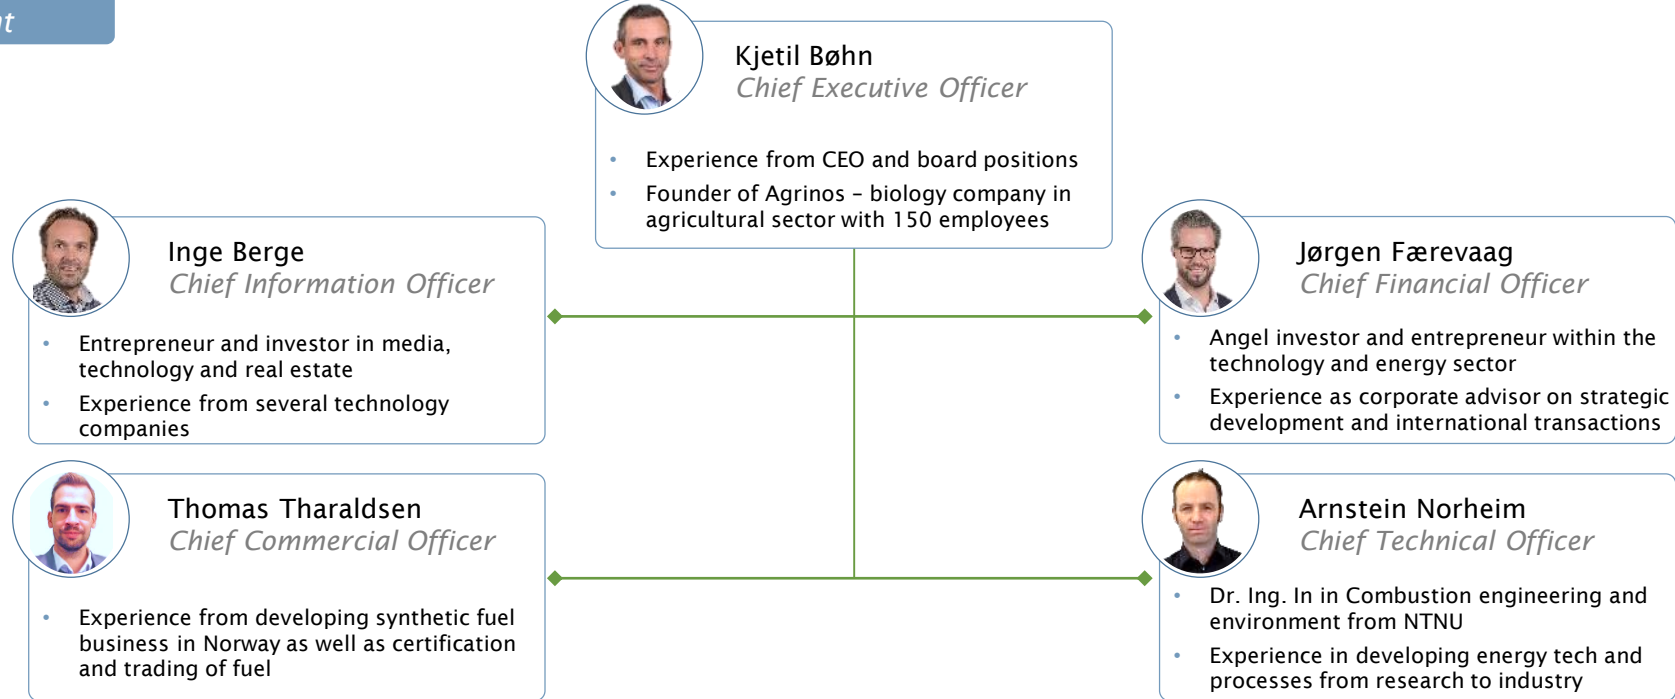 Kjetil Bøhn
Chief Executive Officer
• Experience from CEO and board positions
• Founder of Agrinos – biology company in
agricultural sector with 150 employees
Inge Berge
Chief Information Officer
• Entrepreneur and investor in media,
technology and real estate
• Experience from several technology
companies
Jørgen Færevaag
Chief Financial Officer
• Angel investor and entrepreneur within the
technology and energy sector
• Experience as corporate advisor on strategic
development and international transactions
Thomas Tharaldsen
Chief Commercial Officer
• Experience from developing synthetic fuel
business in Norway as well as certification
and trading of fuel
Arnstein Norheim
Chief Technical Officer
• Dr. Ing. In in Combustion engineering and
environment from NTNU
• Experience in developing energy tech and
processes from research to industry